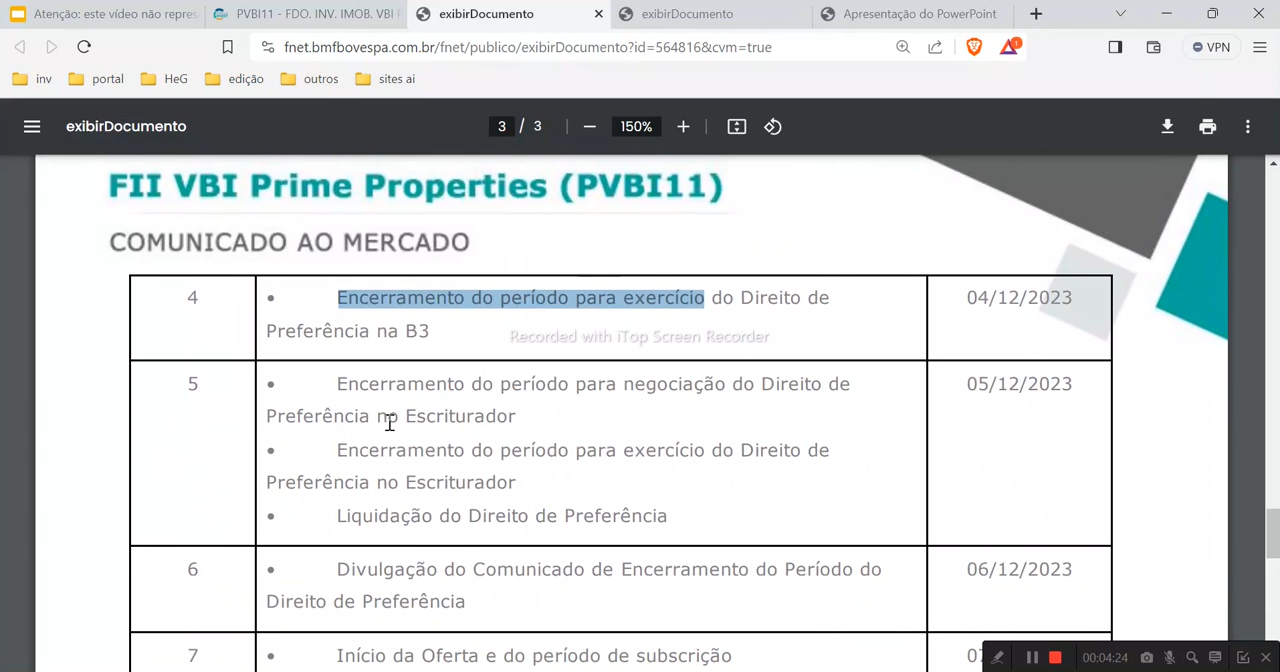 Atenção: este vídeo não repres
PVBI11 - FDO. INV. IMOB. VBI P
exibirDocumento
exibirDocumento
Apresentação do PowerPoint
fnet.bmfbovespa.com.br/fnet/publico/exibirDocumento?id=564816&cvm=true
1
VPN
inv
portal
HeG
edição
outros
sites ai
exibirDocumento
3 / 3
150%
FII VBI Prime Properties (PVBI11)
COMUNICADO AO MERCADO
4 • Encerramento do período para exercício do Direito de 04/12/2023
Preferência na B3
Recorded with iTop Screen Recorder
5 • Encerramento do período para negociação do Direito de 05/12/2023
Preferência no Escriturador
• Encerramento do período para exercício do Direito de
Preferência no Escriturador
• Liquidação do Direito de Preferência
6 • Divulgação do Comunicado de Encerramento do Período do 06/12/2023
Direito de Preferência
7 • Início da Oferta e do período de subscrição
00:04:24